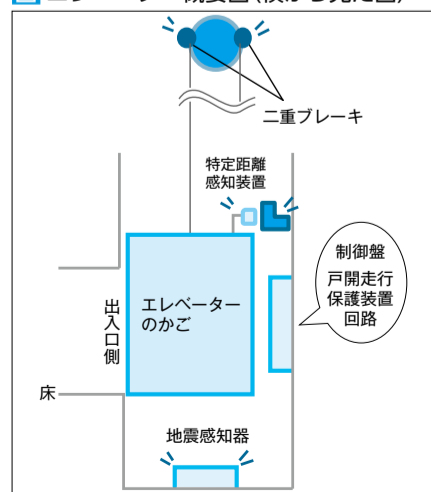 二重ブレーキ
特定距離
感知装置
制御盤
戸開走行
保護装置
回路
エレベーター
のかご
出入口側
床
地震感知器